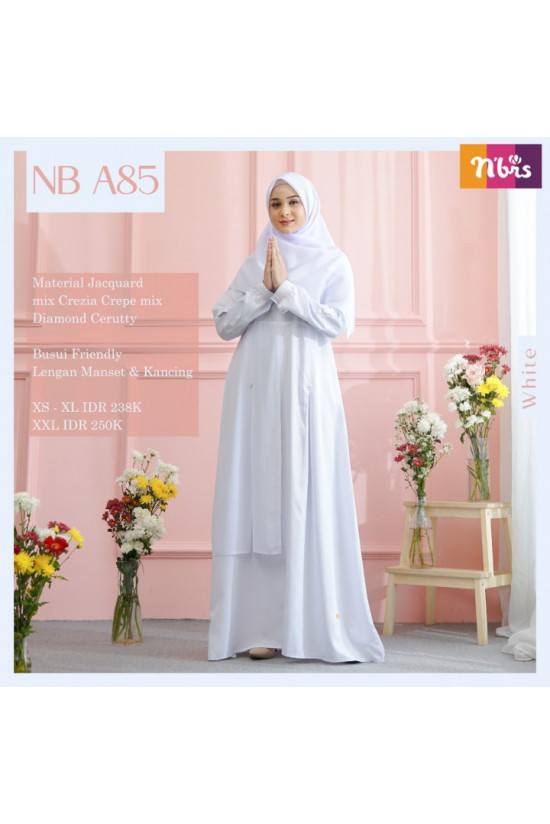 NB A85
Nbrs
Material Jacquard
mix Crezia Crepe mix
Diamond Cerutty
Busui Friendly
Lengan Manset & Kancing
XS - XL IDR 238K
XXL IDR 250K
White